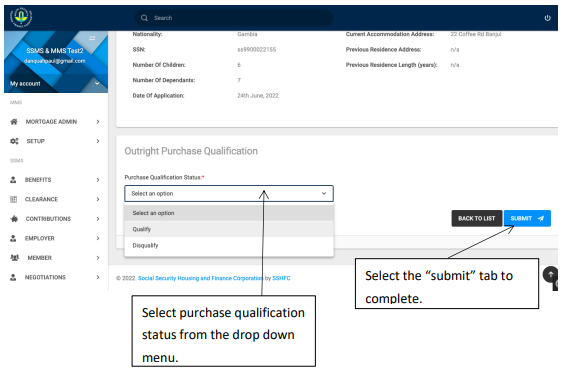 Search
Nationality: Gambia Current Accommodation Address: 22 Coffee Rd Banjul
SSN: ss9900022155 Previous Residence Address: n/a
Number Of Children: 6 Previous Residence Length (years): n/a
Number Of Dependants: 7
Date Of Application: 24th June, 2022
SSMS & MMS Test2
danquahpaul@gmail.com
My account
MMS
MORTGAGE ADMIN
SETUP
SSMS
BENEFITS
CLEARANCE
CONTRIBUTIONS
EMPLOYER
MEMBER
NEGOTIATIONS
Outright Purchase Qualification
Purchase Qualification Status:*
Select an option
Select an option
Qualify
Disqualify
BACK TO LIST SUBMIT
© 2022. Social Security Housing and Finance Corporation by SSHFC
Select the “submit” tab to
complete.
Select purchase qualification
status from the drop down
menu.